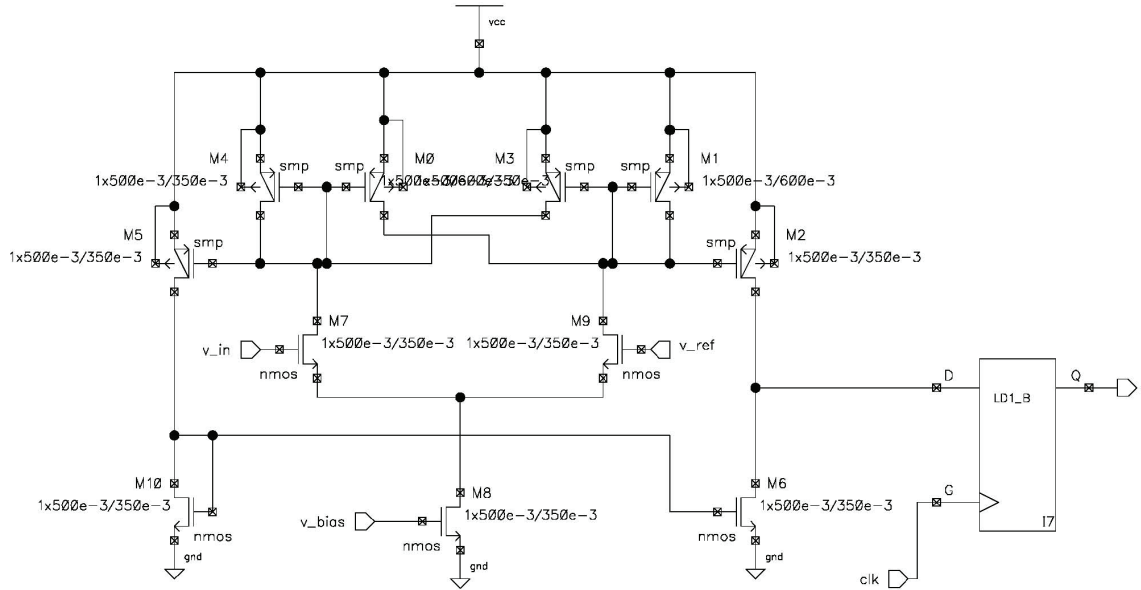 vcc
M4
smp
smp
M0
M3
smp
smp
M1
1x500e-3/350e-3
1x500e-3/600e-3
M5
smp
smp
M2
1x500e-3/350e-3
1x500e-3/350e-3
M7
M9
v_in
1x500e-3/350e-3
1x500e-3/350e-3
v_ref
nmos
nmos
D
Q
LD1_B
M10
M8
M6
1x500e-3/350e-3
1x500e-3/350e-3
1x500e-3/350e-3
G
v_bias
nmos
nmos
nmos
I7
gnd
gnd
gnd
clk